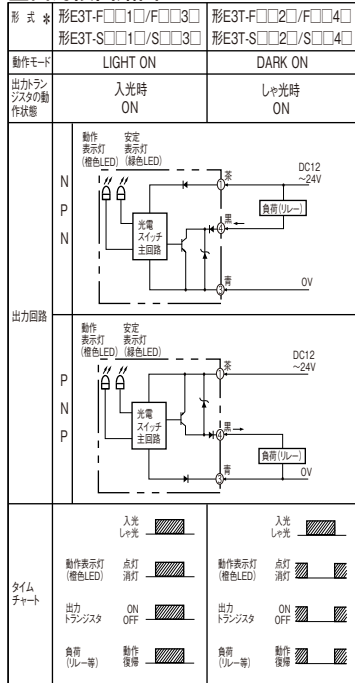 形 式 * 形E3T-F□□1□/F□□3□ 形E3T-F□□2□/F□□4□
形E3T-S□□1□/S□□3□ 形E3T-S□□2□/S□□4□
動作モード LIGHT ON DARK ON
出力トランジスタの動作状態 入光時 ON しゃ光時 ON
出力回路
NPN
動作表示灯(橙色LED)
安定表示灯(緑色LED)
光電スイッチ主回路
茶
①
DC12~24V
黒
④
負荷(リレー)
青
③
0V
PNP
動作表示灯(橙色LED)
安定表示灯(緑色LED)
光電スイッチ主回路
茶
①
DC12~24V
黒
④
負荷(リレー)
青
③
0V
タイムチャート
入光
しゃ光
動作表示灯 点灯
(橙色LED) 消灯
出力 ON
トランジスタ OFF
負荷 動作
(リレー等) 復帰
入光
しゃ光
動作表示灯 点灯
(橙色LED) 消灯
出力 ON
トランジスタ OFF
負荷 動作
(リレー等) 復帰